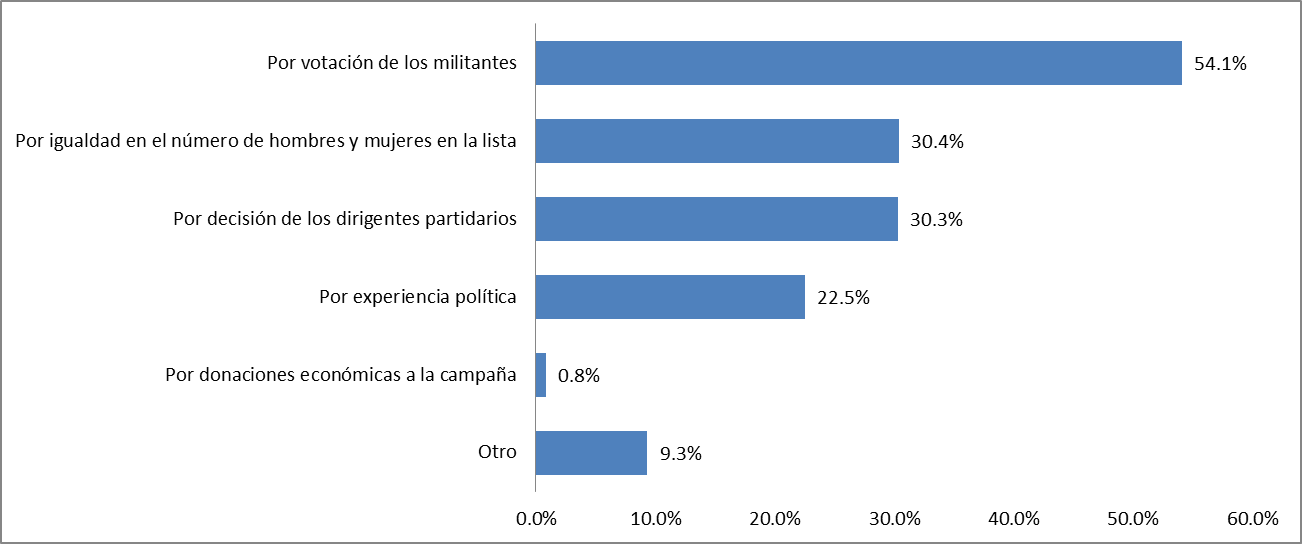 Por votación de los militantes
54.1%
Por igualdad en el número de hombres y mujeres en la lista
30.4%
Por decisión de los dirigentes partidarios
30.3%
Por experiencia política
22.5%
Por donaciones económicas a la campaña
0.8%
Otro
9.3%
0.0% 10.0% 20.0% 30.0% 40.0% 50.0% 60.0%